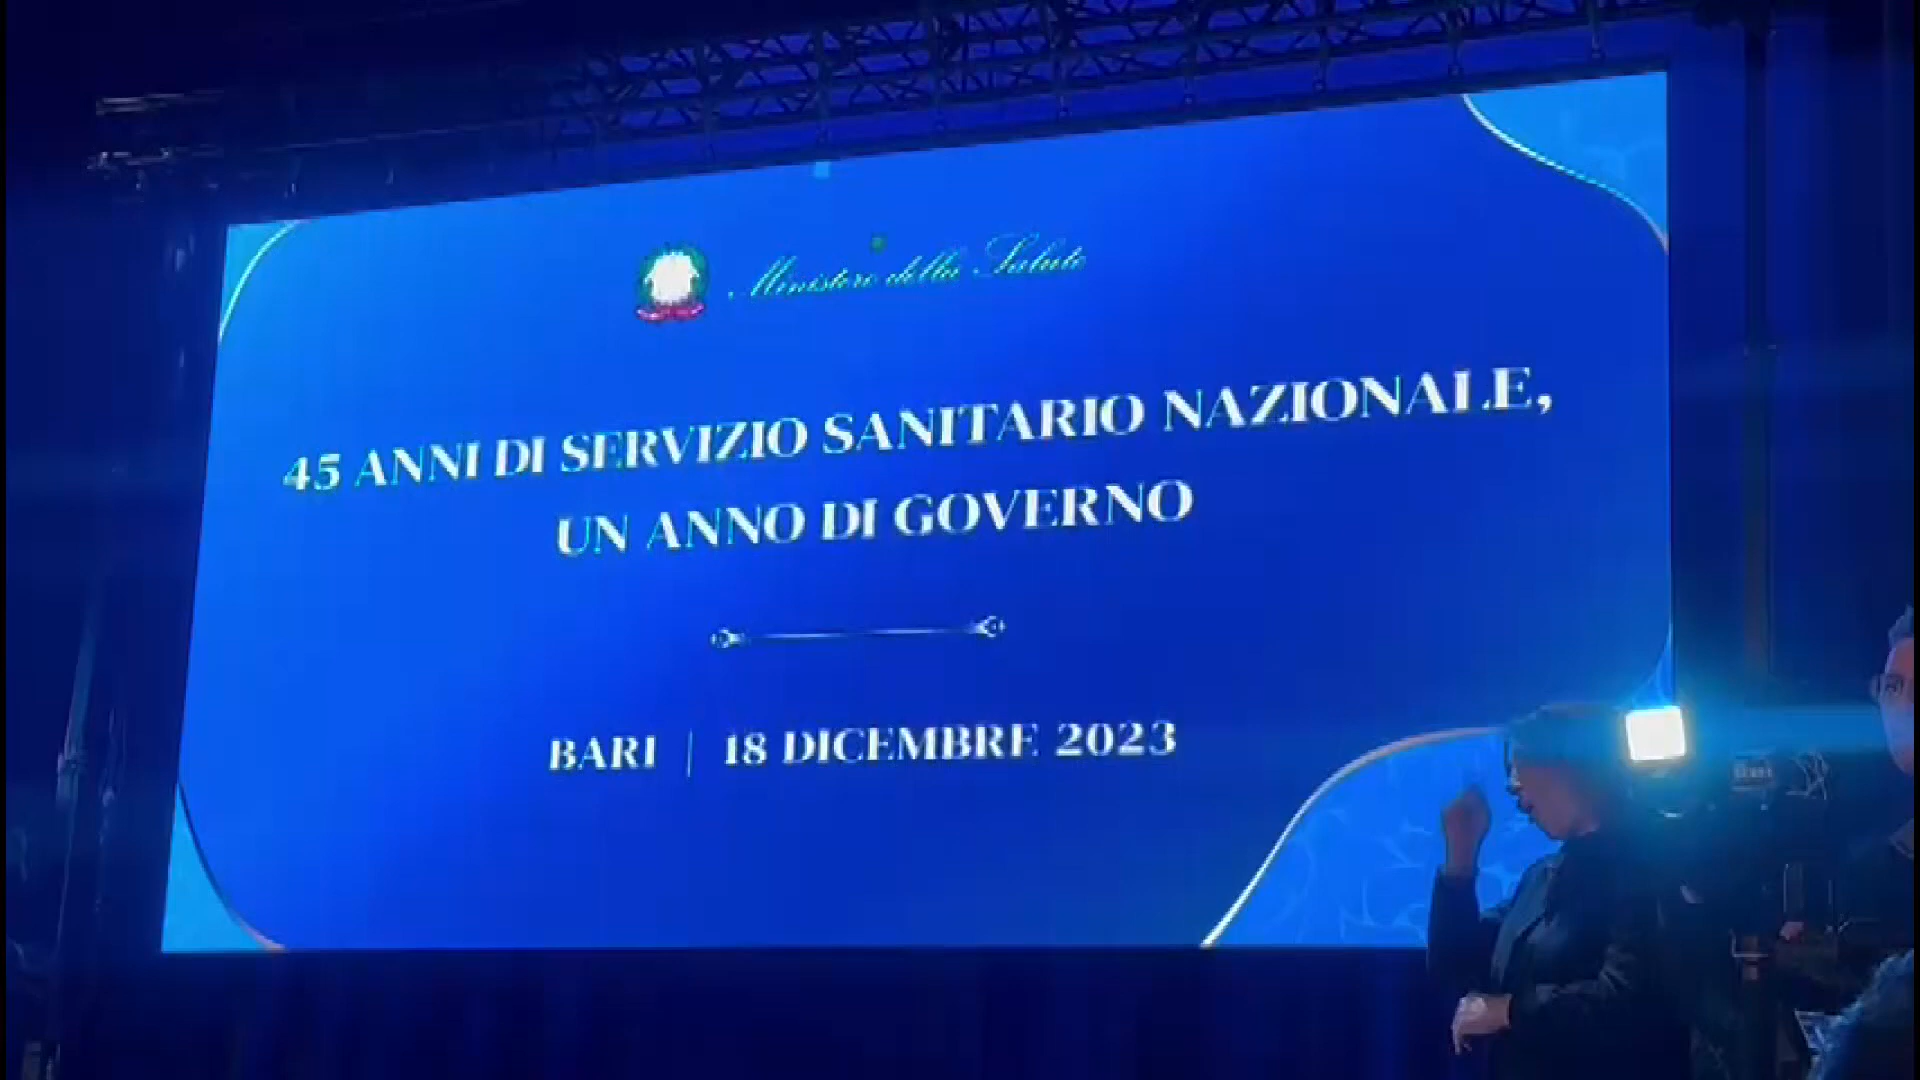 Ministero della Salute
45 ANNI DI SERVIZIO SANITARIO NAZIONALE,
UN ANNO DI GOVERNO
BARI | 18 DICEMBRE 2023